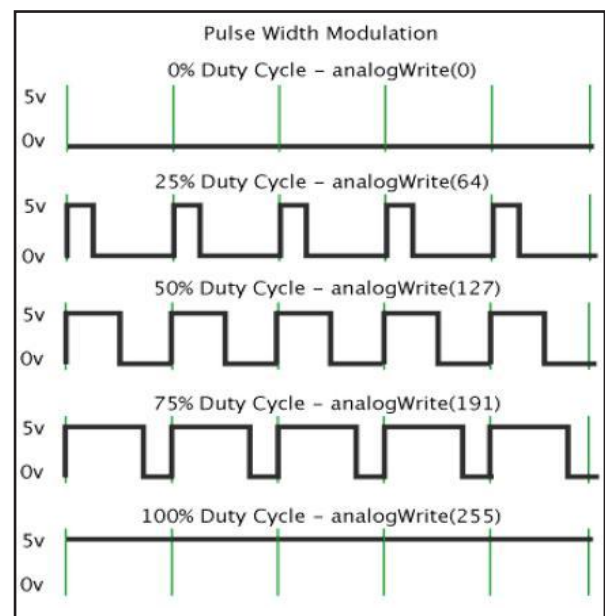 Pulse Width Modulation
0% Duty Cycle – analogWrite(0)
5v
0v
25% Duty Cycle – analogWrite(64)
5v
0v
50% Duty Cycle – analogWrite(127)
5v
0v
75% Duty Cycle – analogWrite(191)
5v
0v
100% Duty Cycle – analogWrite(255)
5v
0v